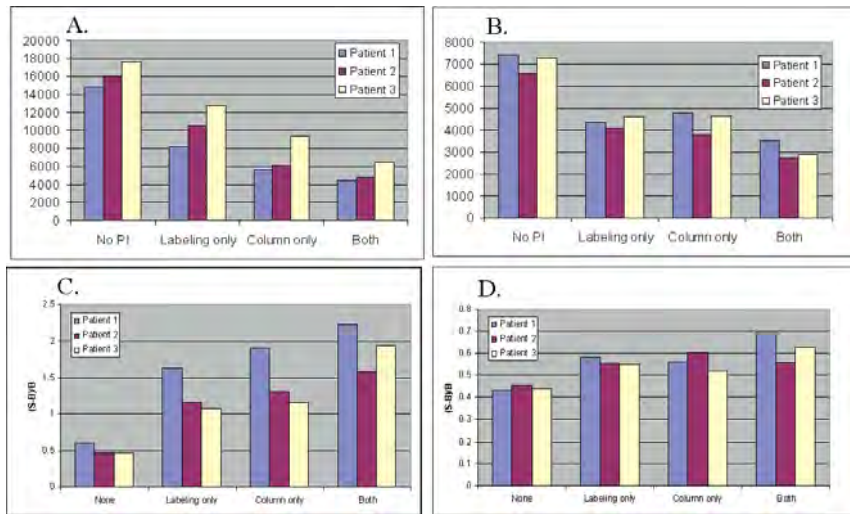 A.
20000
18000
16000
14000
12000
10000
8000
6000
4000
2000
0
Patient 1
Patient 2
Patient 3
No PI Labeling only Column only Both
B.
8000
7000
6000
5000
4000
3000
2000
1000
0
Patient 1
Patient 2
Patient 3
No PI Labeling only Column only Both
C.
(S-B)/B
2.5
2
1.5
1
0.5
0
Patient 1
Patient 2
Patient 3
None Labeling only Column only Both
D.
(S-B)/B
0.8
0.7
0.6
0.5
0.4
0.3
0.2
0.1
0
Patient 1
Patient 2
Patient 3
None Labeling only Column only Both